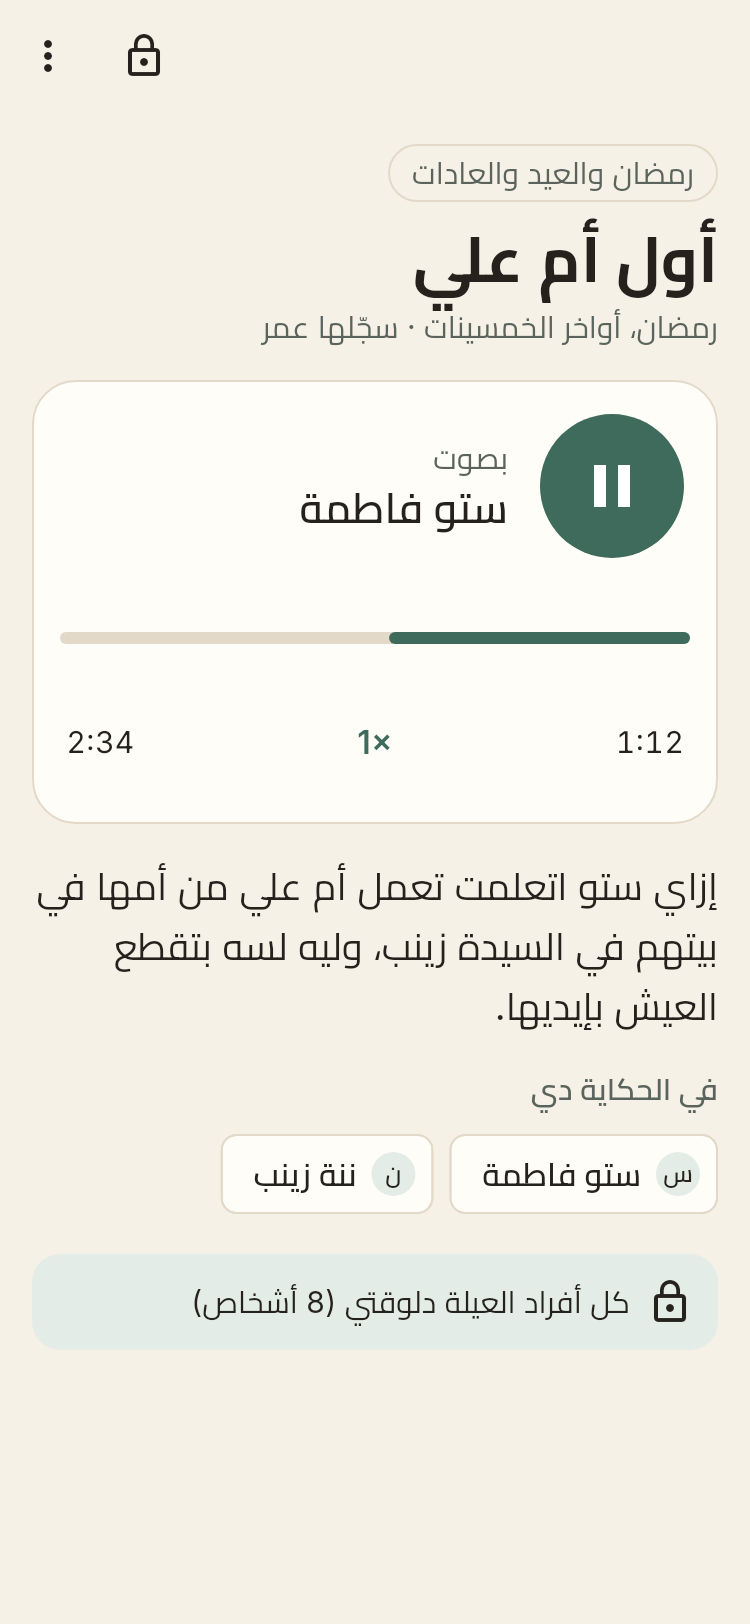 رمضان والعيد والعادات
أول أم علي
رمضان، أواخر الخمسينات · سجّلها عمر
بصوت
ستو فاطمة
1:12
1×
2:34
إزاي ستو اتعلمت تعمل أم علي من أمها في
بيتهم في السيدة زينب، وليه لسه بتقطع
العيش بإيديها.
في الحكاية دي
س ستو فاطمة
ن ننة زينب
كل أفراد العيلة دلوقتي (8 أشخاص)